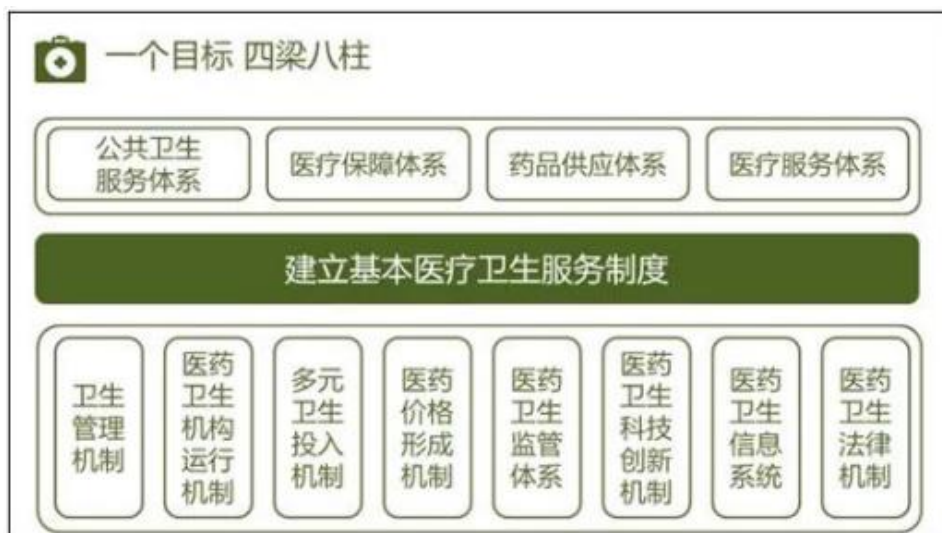 一个目标 四梁八柱
公共卫生
服务体系
医疗保障体系
药品供应体系
医疗服务体系
建立基本医疗卫生服务制度
卫生
管理
机制
医药
卫生
机构
运行
机制
多元
卫生
投入
机制
医药
价格
形成
机制
医药
卫生
监管
体系
医药
卫生
科技
创新
机制
医药
卫生
信息
系统
医药
卫生
法律
机制